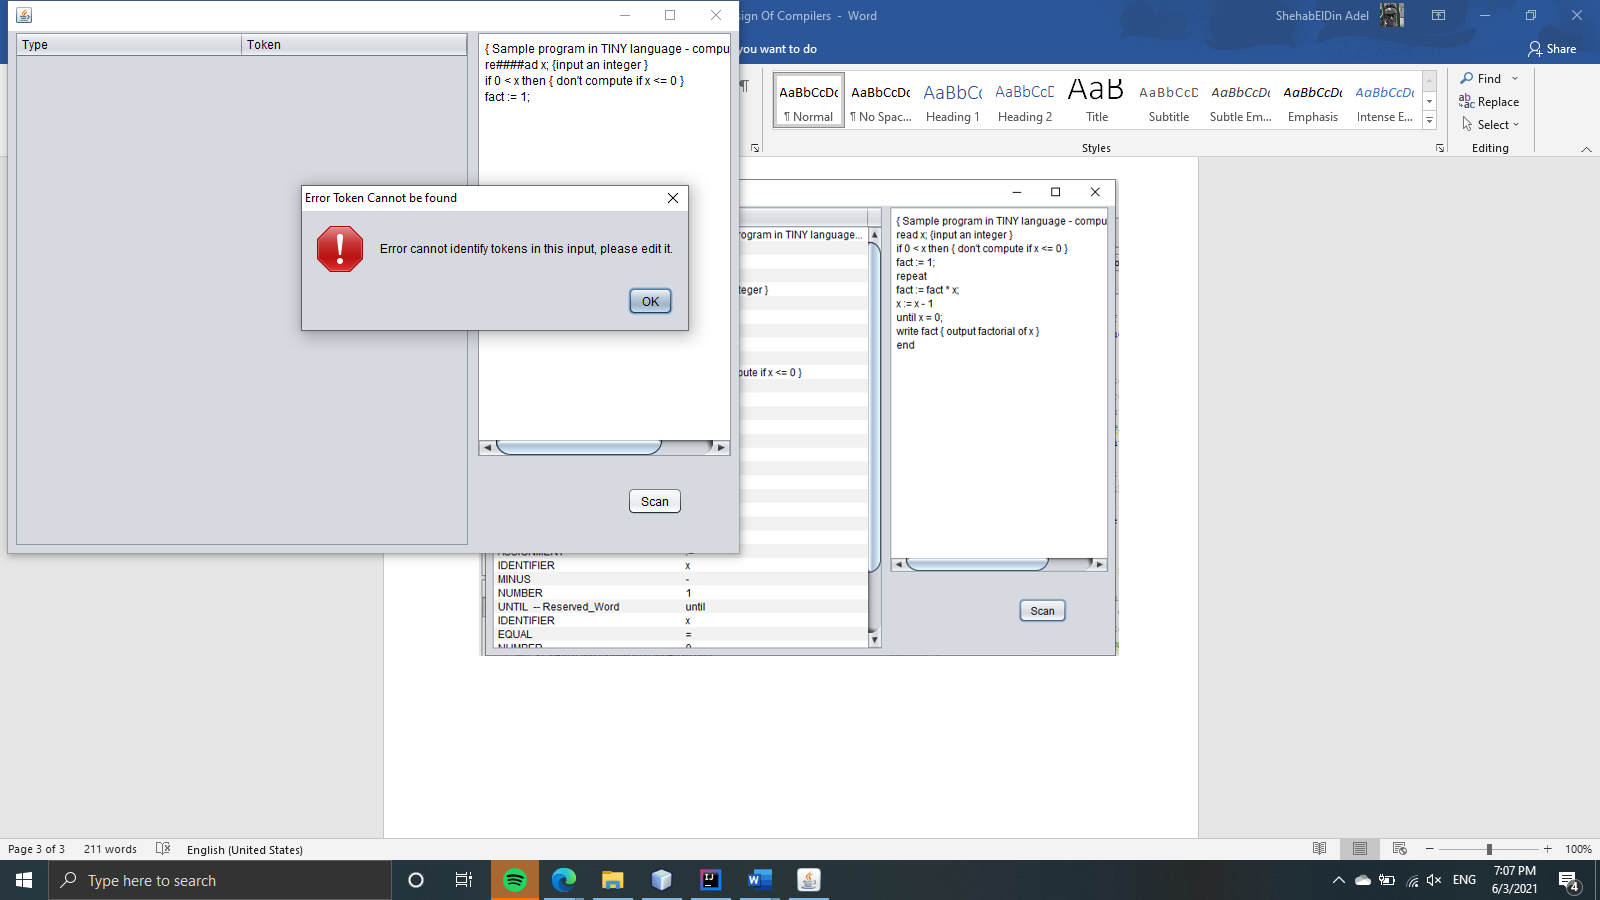 sign Of Compilers - Word
ShehabElDin Adel
you want to do
Share
Type
Token
{ Sample program in TINY language - compu
re####ad x; {input an integer }
if 0 < x then { don't compute if x <= 0 }
fact := 1;
Error Token Cannot be found
Error cannot identify tokens in this input, please edit it.
OK
Scan
AaBbCcDc
¶ Normal
AaBbCcDc
¶ No Spac...
AaBbCc
Heading 1
AaBbCcD
Heading 2
AaB
Title
AaBbCcD
Subtitle
AaBbCcDc
Subtle Em...
AaBbCcDc
Emphasis
AaBbCcDc
Intense E...
Styles
Find
Replace
Select
Editing
rogram in TINY language...
teger }
pute if x <= 0 }
ASSIGNMENT :=
IDENTIFIER x
MINUS -
NUMBER 1
UNTIL -- Reserved_Word until
IDENTIFIER x
EQUAL =
NUMBER 0
{ Sample program in TINY language - compu
read x; {input an integer }
if 0 < x then { don't compute if x <= 0 }
fact := 1;
repeat
fact := fact * x;
x := x - 1
until x = 0;
write fact { output factorial of x }
end
Scan
Page 3 of 3
211 words
English (United States)
100%
Type here to search
ENG
7:07 PM
6/3/2021
4